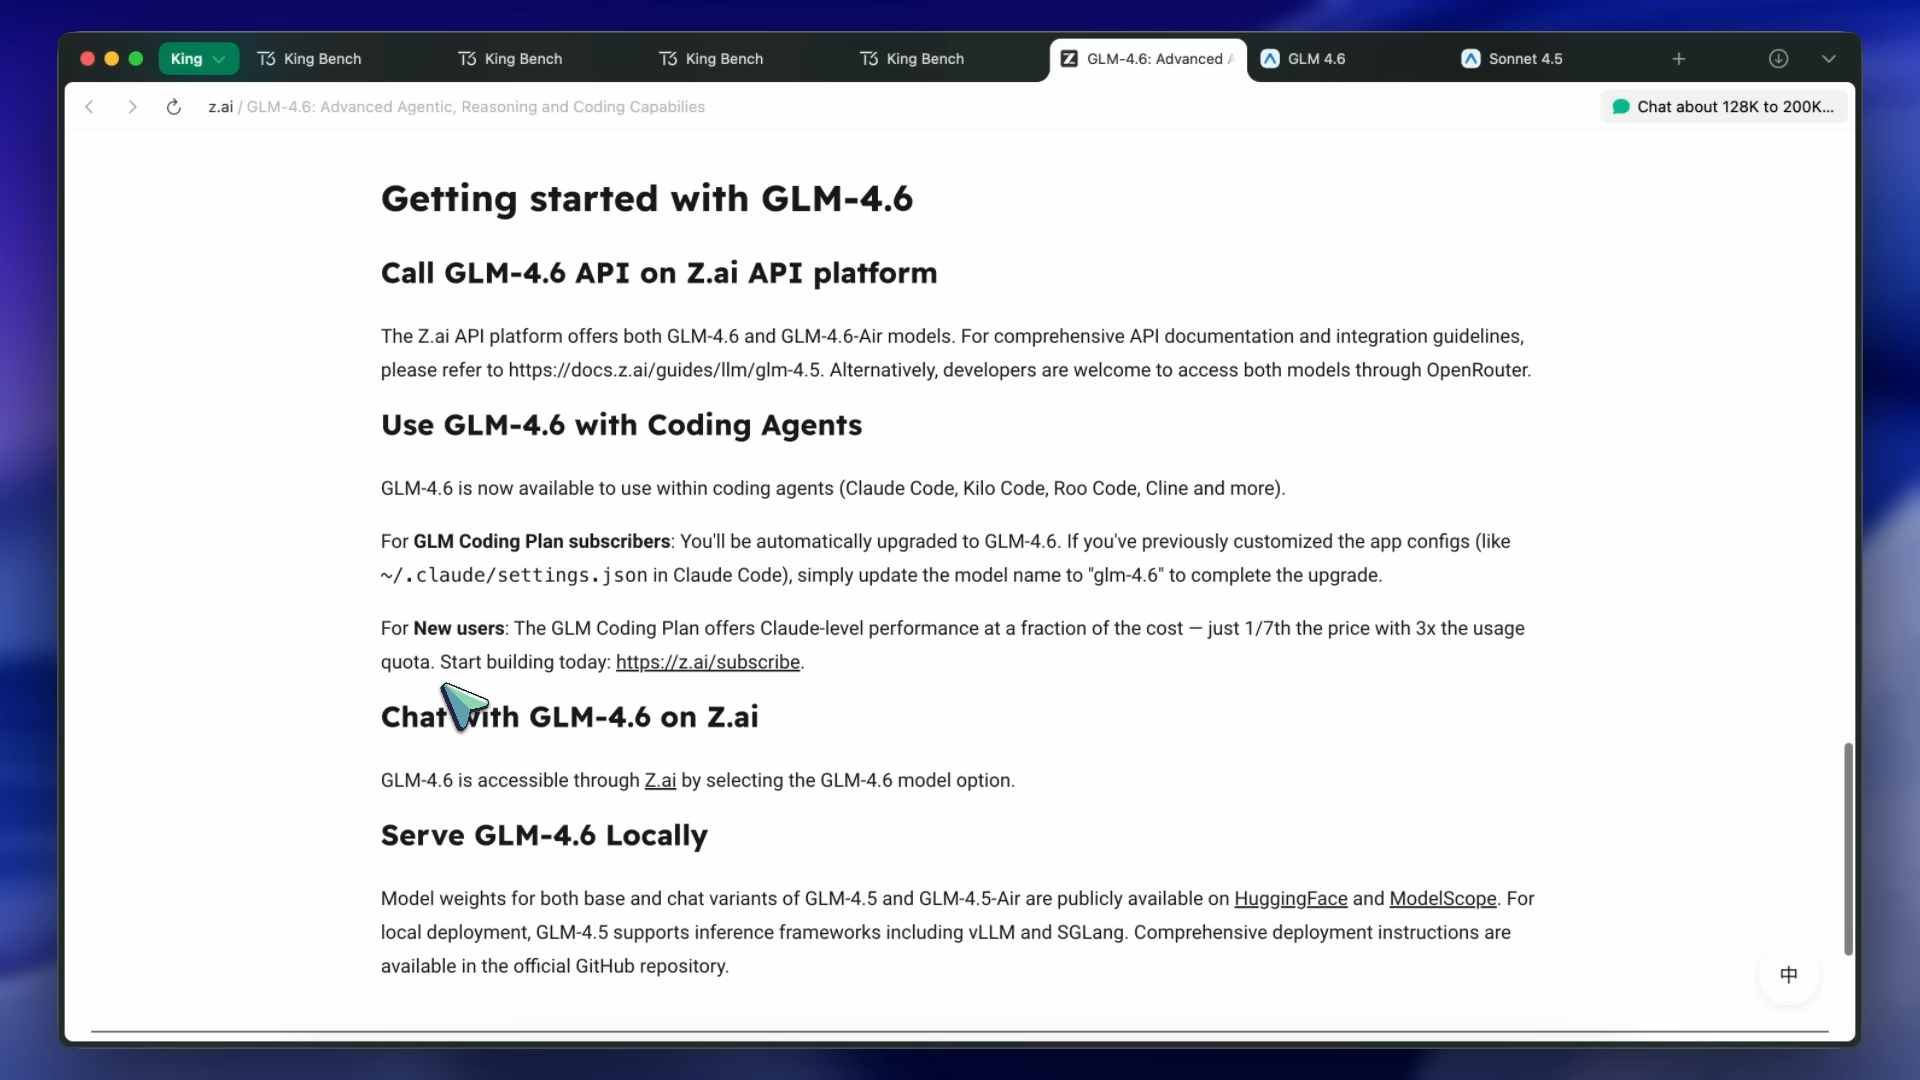 King
King Bench
King Bench
King Bench
King Bench
GLM-4.6: Advanced
GLM 4.6
Sonnet 4.5
z.ai / GLM-4.6: Advanced Agentic, Reasoning and Coding Capabilies
Chat about 128K to 200K...
Getting started with GLM-4.6
Call GLM-4.6 API on Z.ai API platform
The Z.ai API platform offers both GLM-4.6 and GLM-4.6-Air models. For comprehensive API documentation and integration guidelines,
please refer to https://docs.z.ai/guides/llm/glm-4.5. Alternatively, developers are welcome to access both models through OpenRouter.
Use GLM-4.6 with Coding Agents
GLM-4.6 is now available to use within coding agents (Claude Code, Kilo Code, Roo Code, Cline and more).
For GLM Coding Plan subscribers: You'll be automatically upgraded to GLM-4.6. If you've previously customized the app configs (like
~/.claude/settings.json in Claude Code), simply update the model name to "glm-4.6" to complete the upgrade.
For New users: The GLM Coding Plan offers Claude-level performance at a fraction of the cost — just 1/7th the price with 3x the usage
quota. Start building today: https://z.ai/subscribe.
Chat with GLM-4.6 on Z.ai
GLM-4.6 is accessible through Z.ai by selecting the GLM-4.6 model option.
Serve GLM-4.6 Locally
Model weights for both base and chat variants of GLM-4.5 and GLM-4.5-Air are publicly available on HuggingFace and ModelScope. For
local deployment, GLM-4.5 supports inference frameworks including vLLM and SGLang. Comprehensive deployment instructions are
available in the official GitHub repository.
中